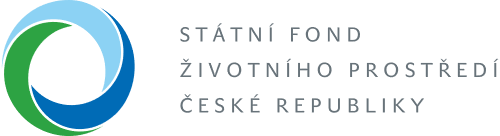 STÁTNÍ FOND
ŽIVOTNÍHO PROSTŘEDÍ
ČESKÉ REPUBLIKY